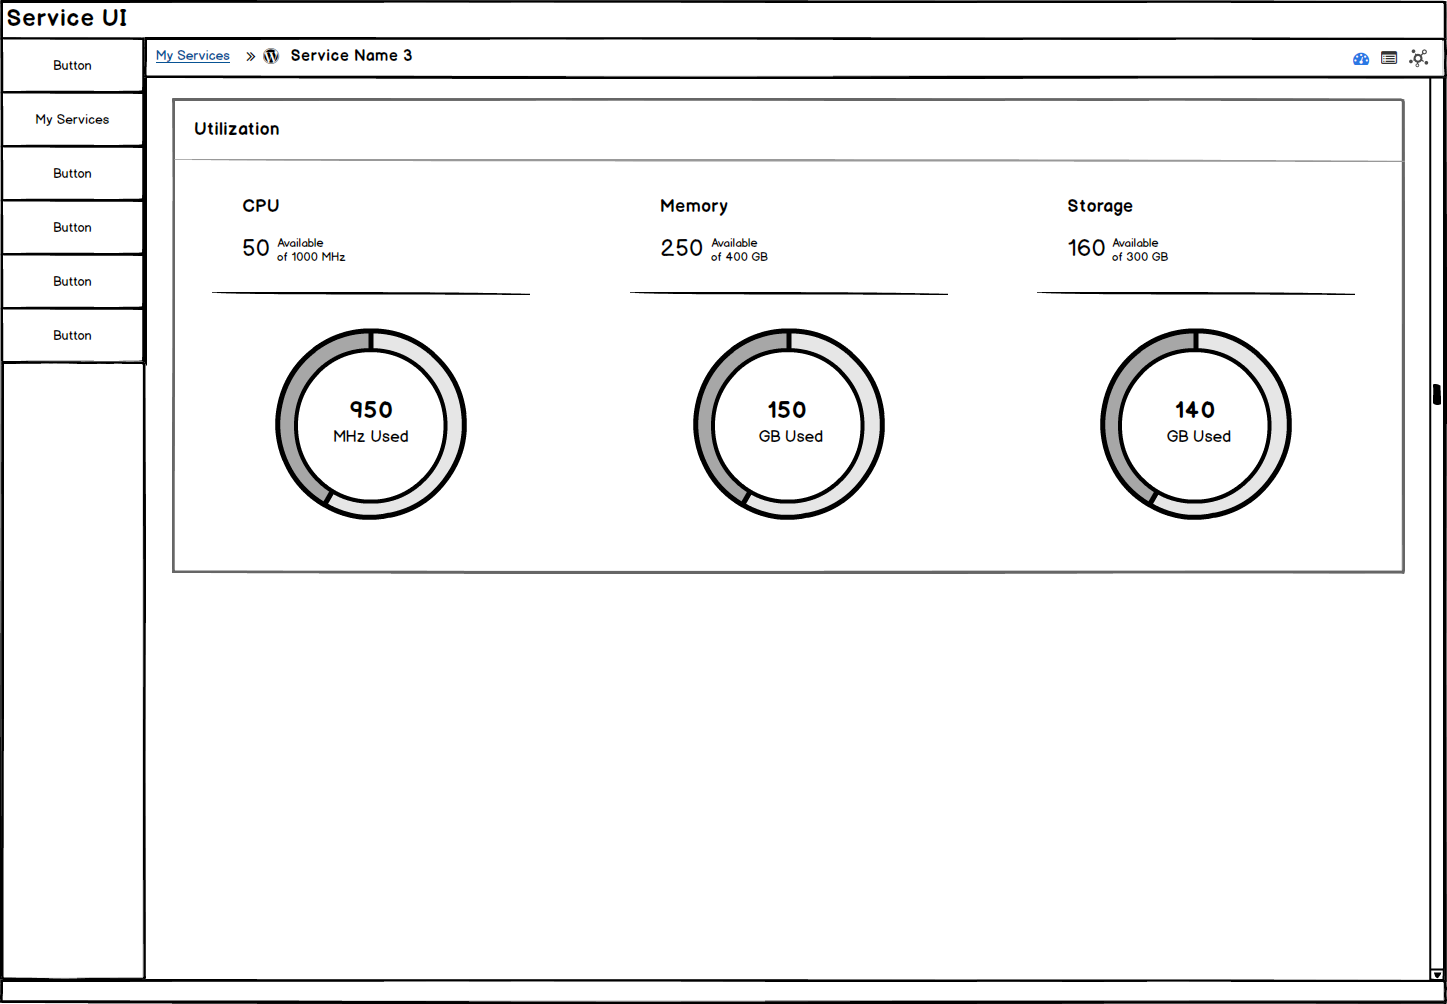 Service UI
Button
My Services
Button
Button
Button
Button
My Services » Service Name 3
Utilization
CPU
50 Available
of 1000 MHz
950
MHz Used
Memory
250 Available
of 400 GB
150
GB Used
Storage
160 Available
of 300 GB
140
GB Used